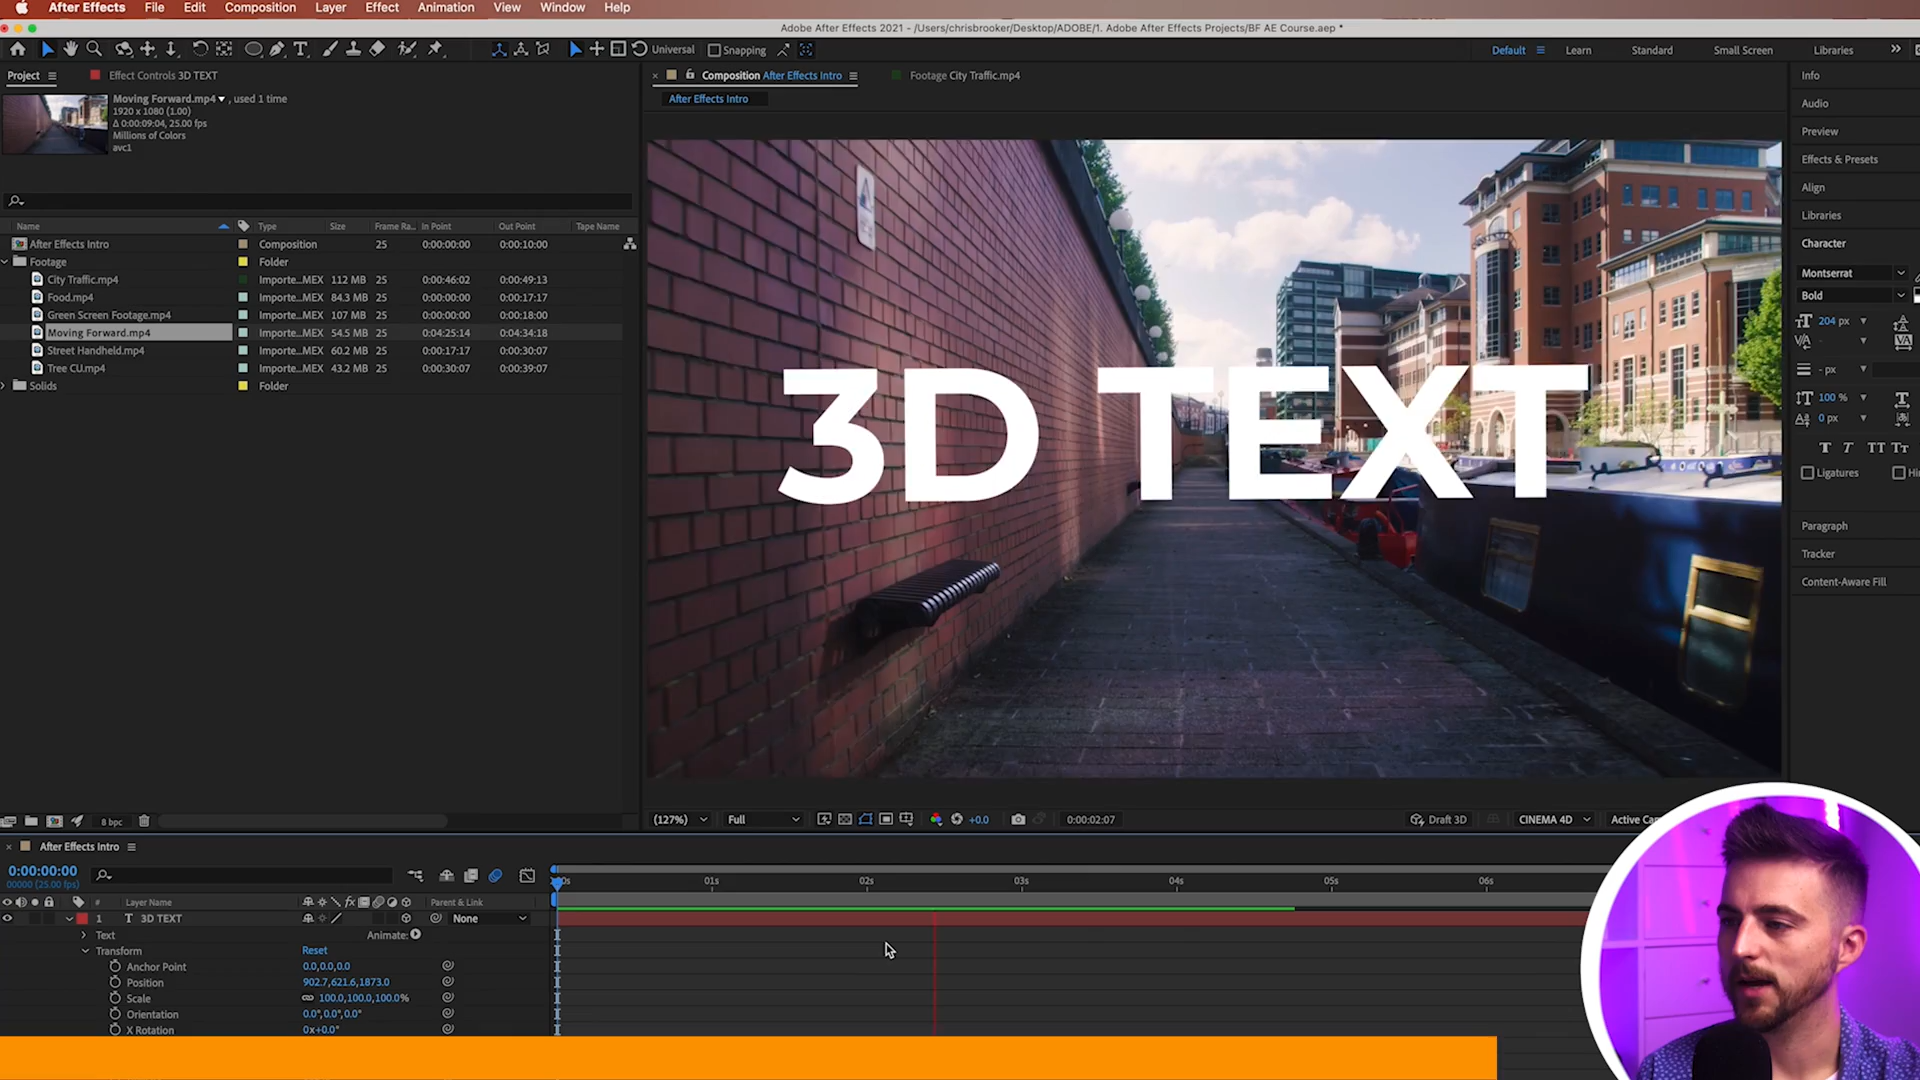 After Effects File Edit Composition Layer Effect Animation View Window Help
Adobe After Effects 2021 - /Users/chrisbrooker/Desktop/ADOBE/1. Adobe After Effects Projects/BF AE Course.aep *
Universal Snapping Default Learn Standard Small Screen Libraries
Project Effect Controls 3D TEXT
Moving Forward.mp4 , used 1 time
1920 x 1080 (1.00)
Δ 0:00:09:04, 25.00 fps
Millions of Colors
avc1
Name Type Size Frame Ra... In Point Out Point Tape Name
After Effects Intro Composition 25 0:00:00:00 0:00:10:00
Footage Folder
City Traffic.mp4 Importe...MEX 112 MB 25 0:00:46:02 0:00:49:13
Food.mp4 Importe...MEX 84.3 MB 25 0:00:00:00 0:00:17:17
Green Screen Footage.mp4 Importe...MEX 107 MB 25 0:00:00:00 0:00:18:00
Moving Forward.mp4 Importe...MEX 54.5 MB 25 0:04:25:14 0:04:34:18
Street Handheld.mp4 Importe...MEX 60.2 MB 25 0:00:17:17 0:00:30:07
Tree CU.mp4 Importe...MEX 43.2 MB 25 0:00:30:07 0:00:39:07
Solids Folder
8 bpc
Composition After Effects Intro Footage City Traffic.mp4
After Effects Intro
3D TEXT
(127%) Full +0.0 0:00:02:07 Draft 3D CINEMA 4D Active Ca
Info
Audio
Preview
Effects & Presets
Align
Libraries
Character
Montserrat
Bold
204 px
- px
100 %
0 px
T T TT Tт
Ligatures Hi
Paragraph
Tracker
Content-Aware Fill
After Effects Intro
0:00:00:00
00000 (25.00 fps)
01s 02s 03s 04s 05s 06s
# Layer Name Parent & Link
1 T 3D TEXT None
Text Animate:
Transform Reset
Anchor Point 0.0,0.0,0.0
Position 902.7,621.6,1873.0
Scale 100.0,100.0,100.0%
Orientation 0.0°,0.0°,0.0°
X Rotation 0x+0.0°